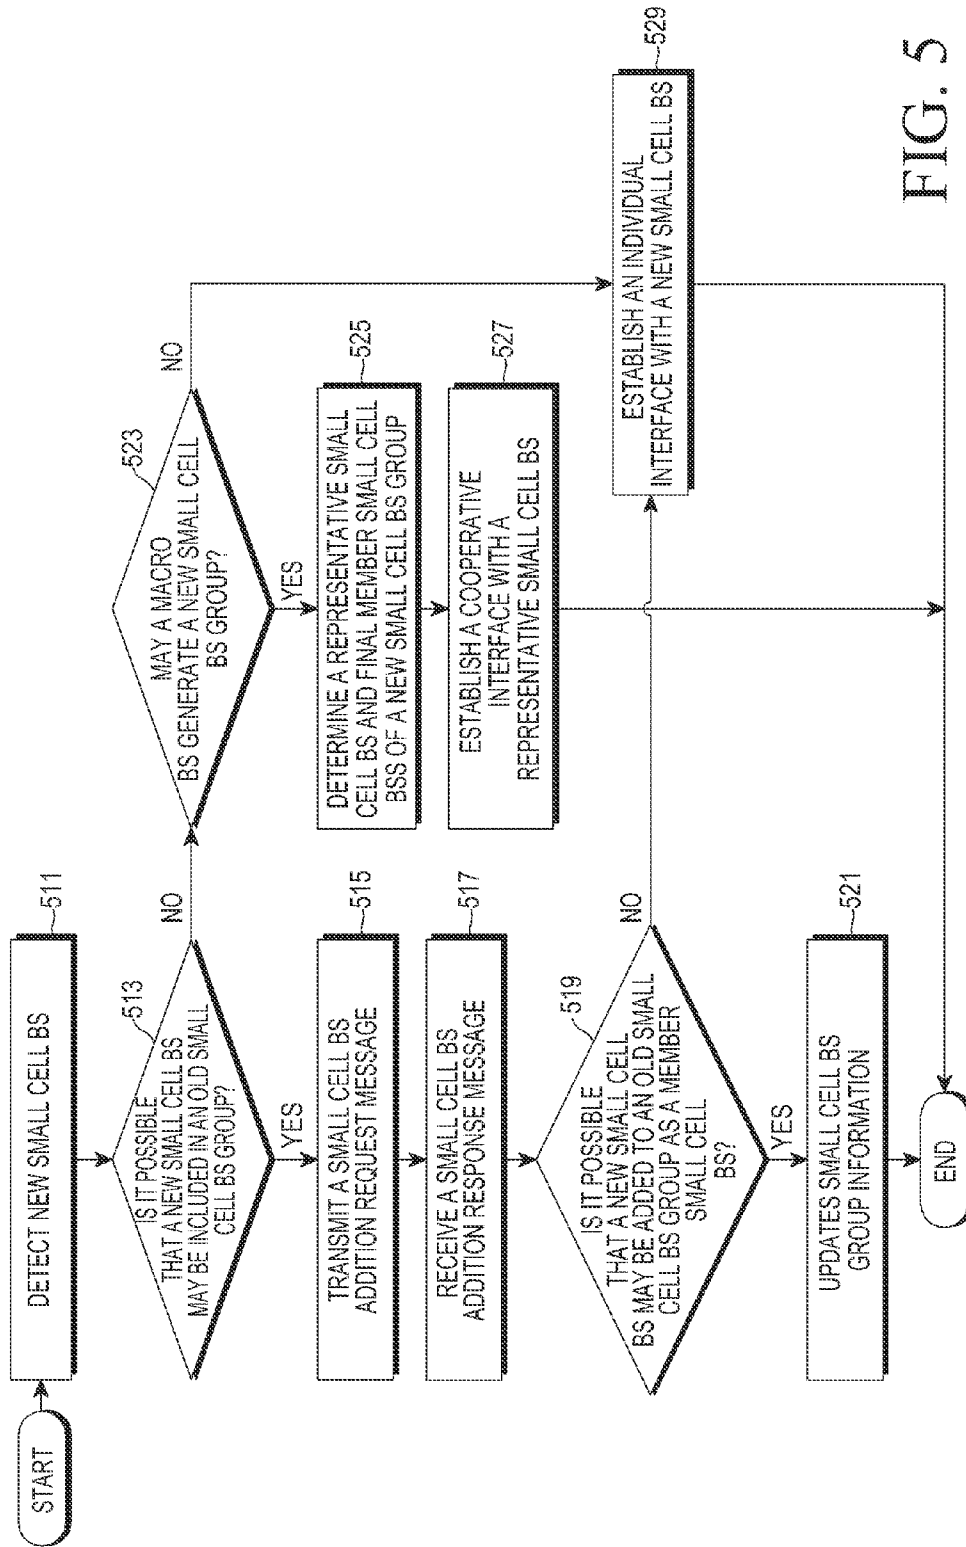 START
DETECT NEW SMALL CELL BS
511
IS IT POSSIBLE
THAT A NEW SMALL CELL BS
MAY BE INCLUDED IN AN OLD SMALL
CELL BS GROUP?
513
NO
YES
TRANSMIT A SMALL CELL BS
ADDITION REQUEST MESSAGE
515
RECEIVE A SMALL CELL BS
ADDITION RESPONSE MESSAGE
517
IS IT POSSIBLE
THAT A NEW SMALL CELL
BS MAY BE ADDED TO AN OLD SMALL
CELL BS GROUP AS A MEMBER
SMALL CELL
BS?
519
NO
YES
UPDATES SMALL CELL BS
GROUP INFORMATION
521
END
MAY A MACRO
BS GENERATE A NEW SMALL CELL
BS GROUP?
523
NO
YES
DETERMINE A REPRESENTATIVE SMALL
CELL BS AND FINAL MEMBER SMALL CELL
BSS OF A NEW SMALL CELL BS GROUP
525
ESTABLISH A COOPERATIVE
INTERFACE WITH A
REPRESENTATIVE SMALL CELL BS
527
ESTABLISH AN INDIVIDUAL
INTERFACE WITH A NEW SMALL CELL BS
529
FIG. 5